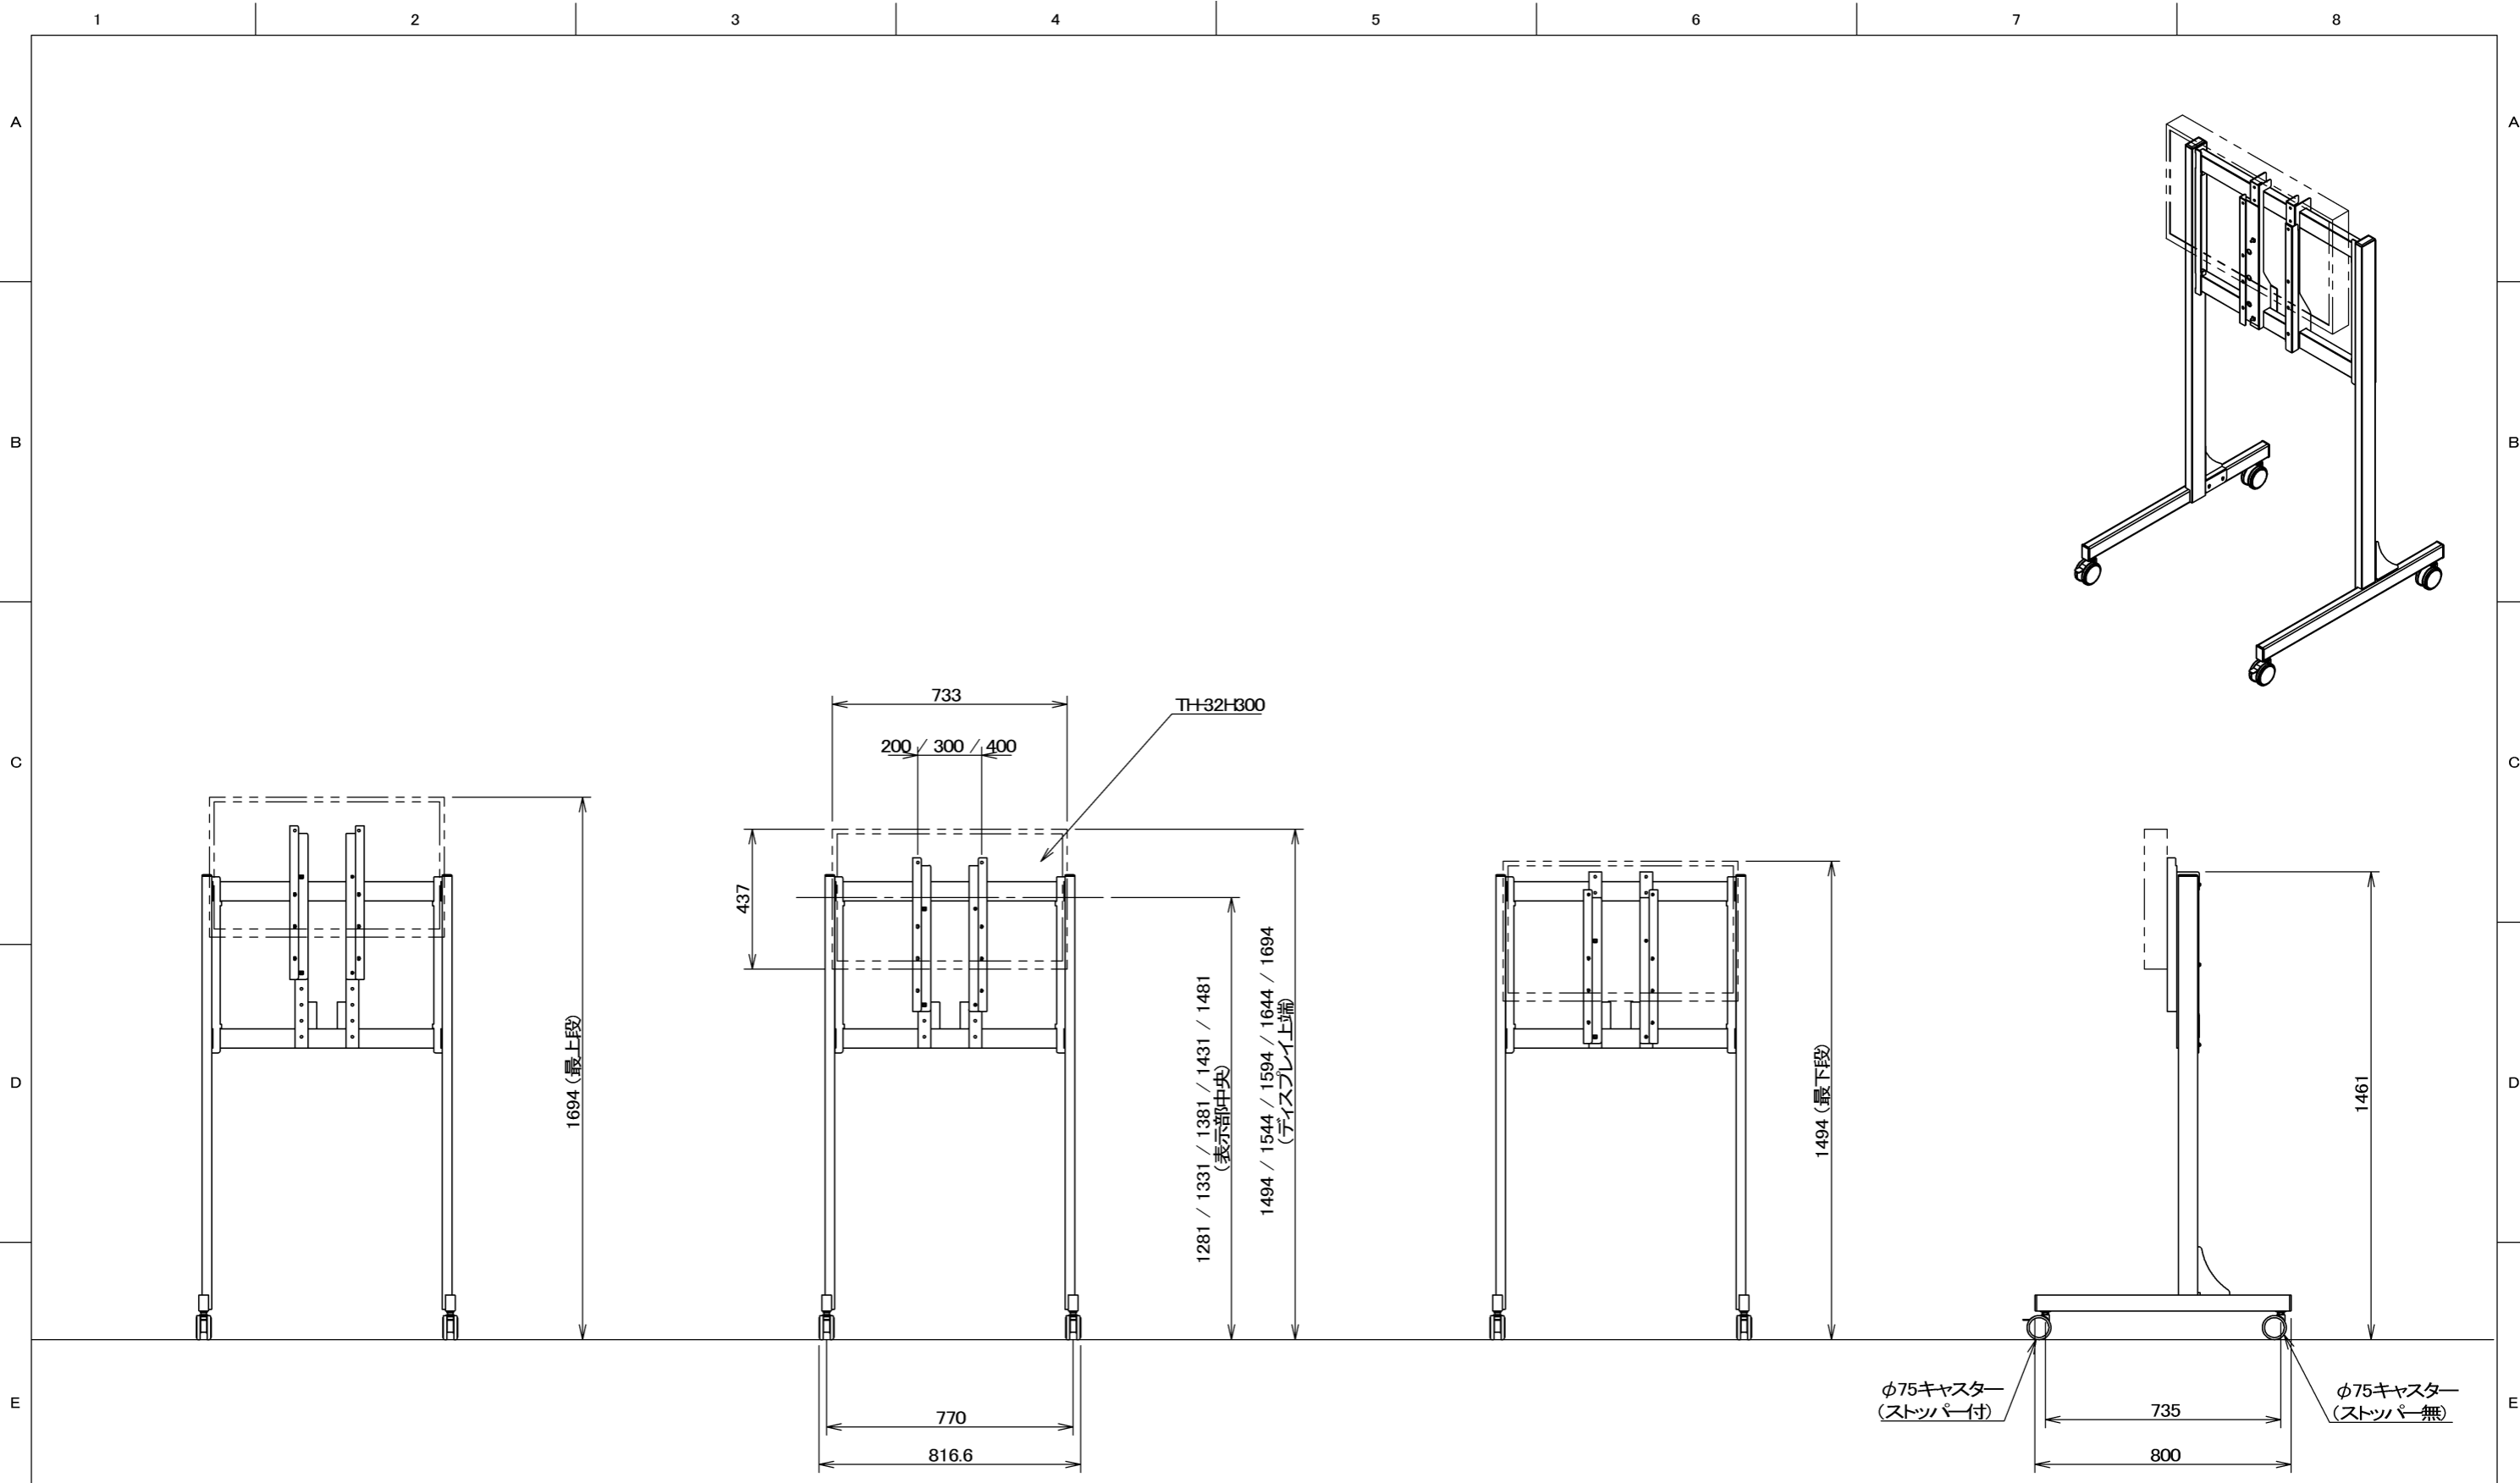 1 2 3 4 5 6 7 8
A A
B B
C C
D D
E E
733
TH-32H300
200 / 300 / 400
437
1694 (最上段)
1281 / 1331 / 1381 / 1431 / 1481
(表示部中央)
1494 / 1544 / 1594 / 1644 / 1694
(ディスプレイ上端)
1494 (最下段)
1461
770
816.6
φ75キャスター
(ストッパー付)
735
800
φ75キャスター
(ストッパー無)